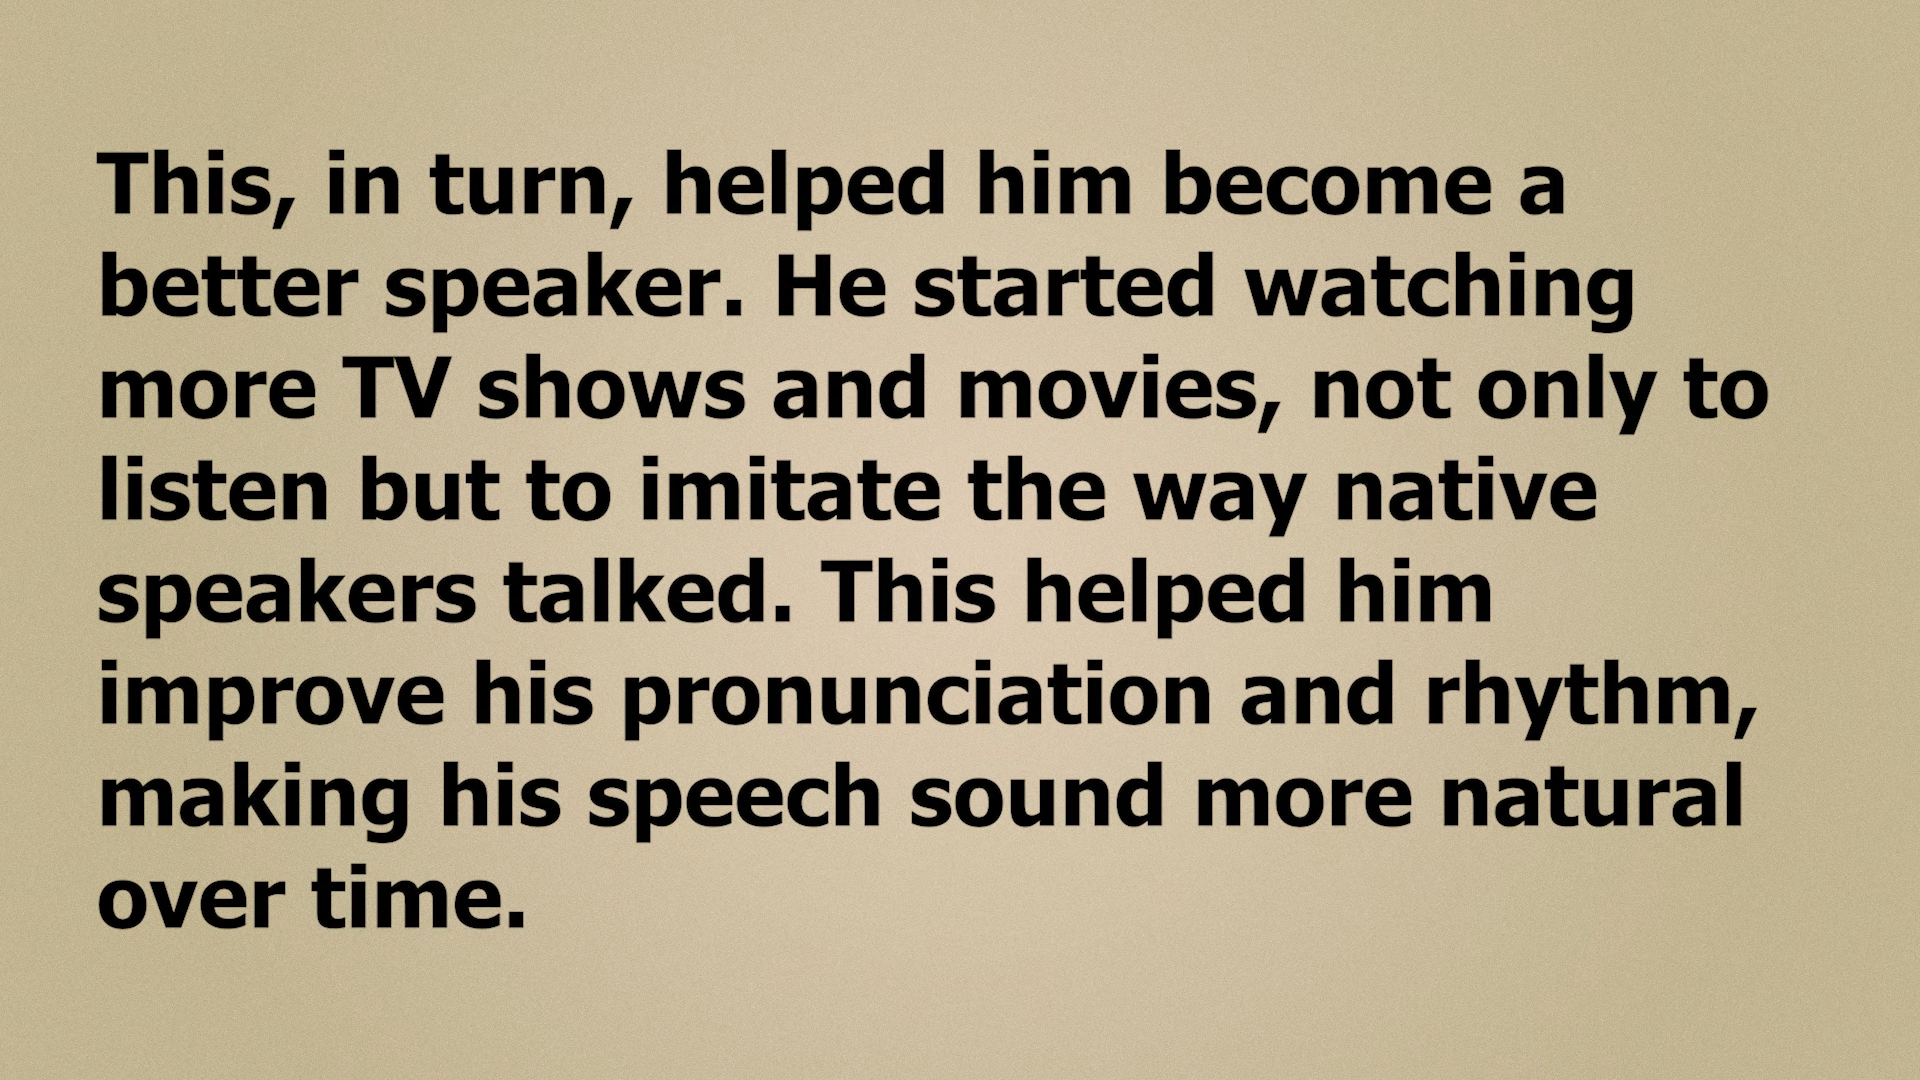 This, in turn, helped him become a
better speaker. He started watching
more TV shows and movies, not only to
listen but to imitate the way native
speakers talked. This helped him
improve his pronunciation and rhythm,
making his speech sound more natural
over time.